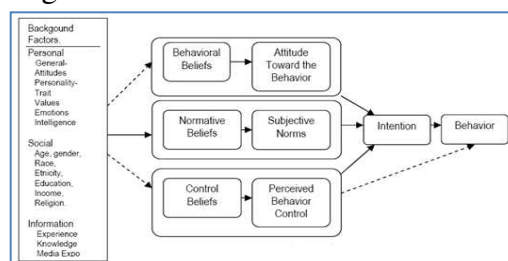 Backgound
Factors.
Personal
General-
Attitudes
Personality-
Trait
Values
Emotions
Intelligence
Social
Age, gender,
Race,
Etnicity,
Education,
Income,
Religion.
Information
Experience
Knowledge
Media Expo
Behavioral
Beliefs
Attitude
Toward the
Behavior
Normative
Beliefs
Subjective
Norms
Control
Beliefs
Perceived
Behavior
Control
Intention
Behavior